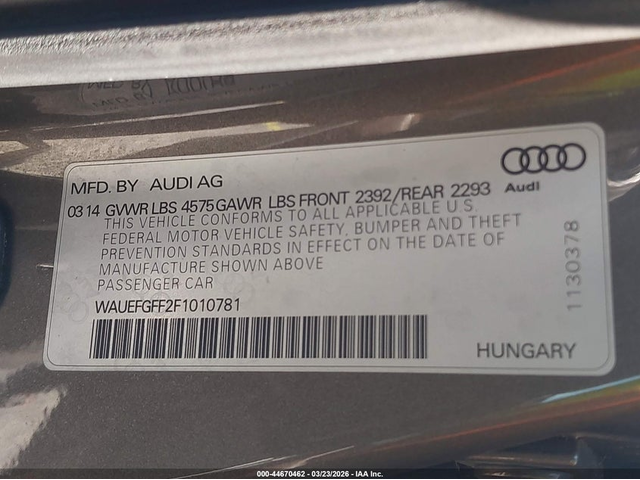 MFD. BY AUDI AG
Audi
03 14 GVWR LBS 4575 GAWR LBS FRONT 2392/REAR 2293
THIS VEHICLE CONFORMS TO ALL APPLICABLE U.S.
FEDERAL MOTOR VEHICLE SAFETY, BUMPER AND THEFT
PREVENTION STANDARDS IN EFFECT ON THE DATE OF
MANUFACTURE SHOWN ABOVE
PASSENGER CAR
WAUEFGFF2F1010781
1130378
HUNGARY
000-44670462 - 03/23/2026 - IAA Inc.